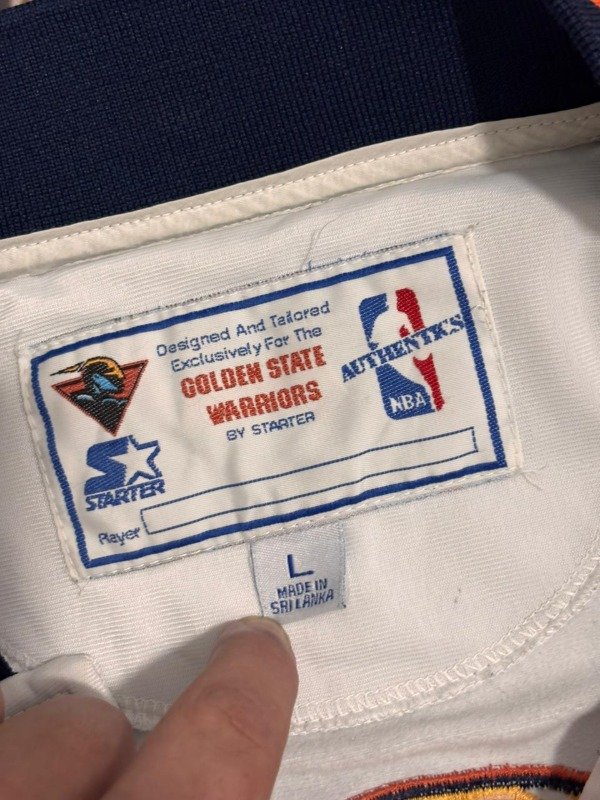 Designed And Tailored
Exclusively For The
GOLDEN STATE
WARRIORS
BY STARTER
AUTHENTICS
NBA
STARTER
Player
L
MADE IN
SRI LANKA